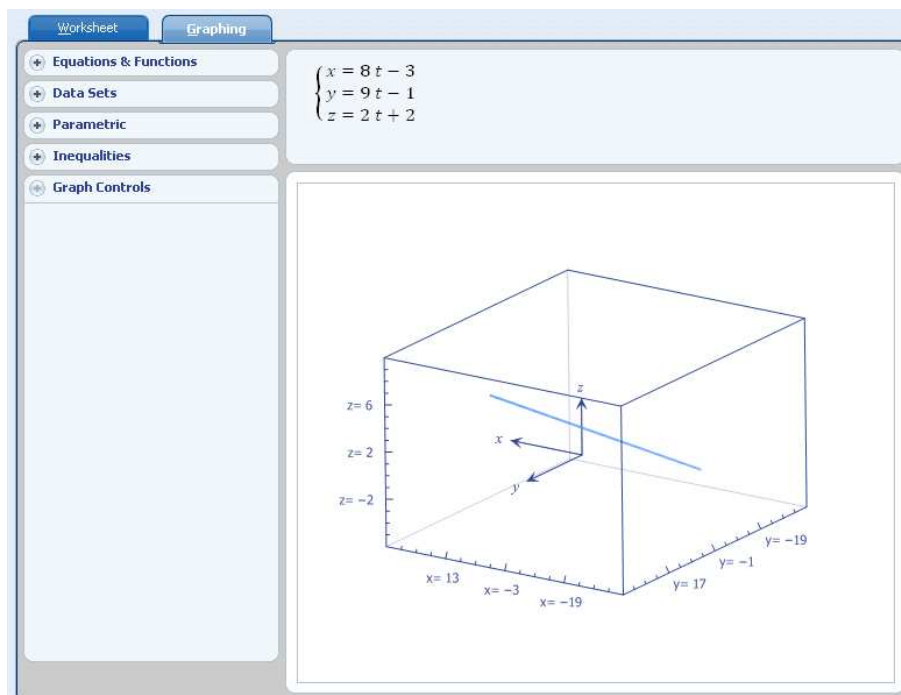 Worksheet
Graphing
Equations & Functions
Data Sets
Parametric
Inequalities
Graph Controls
x = 8 t − 3
y = 9 t − 1
z = 2 t + 2
z
z= 6
x
z= 2
y
z= −2
y= −19
y= −1
x= 13
y= 17
x= −3
x= −19